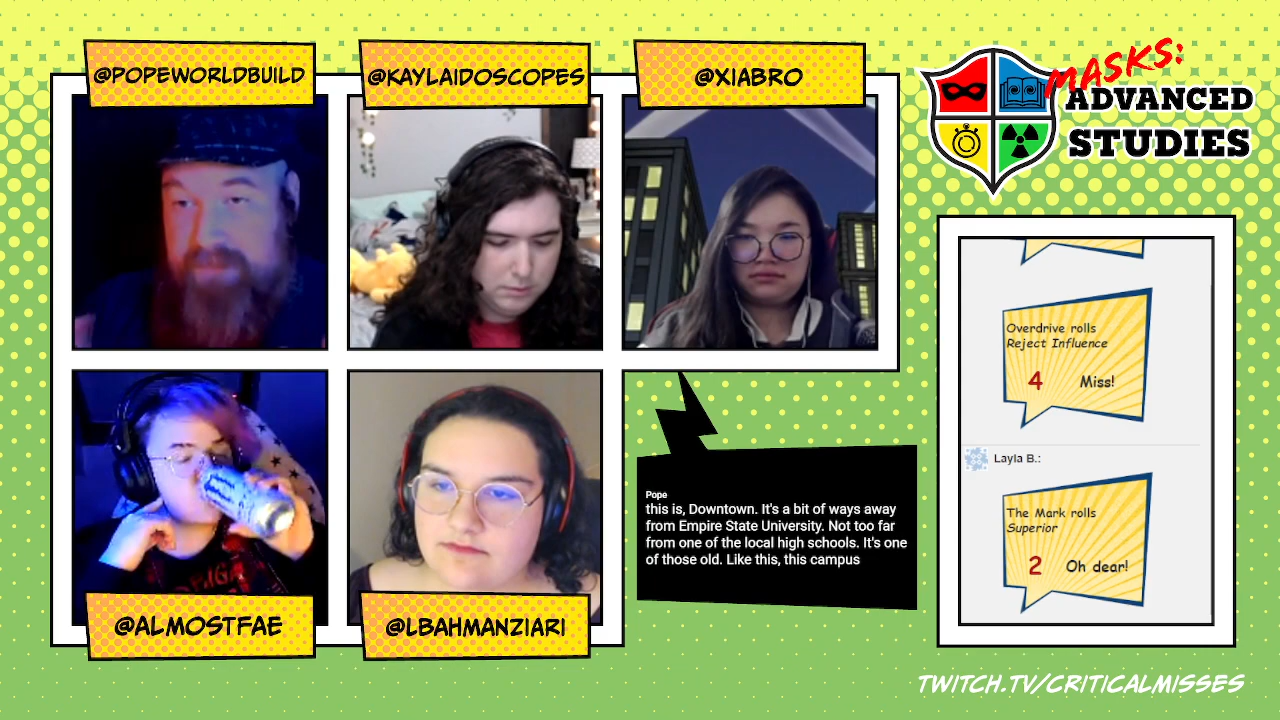 @POPEWORLDBUILD
@KAYLAIDOSCOPES
@XIABRO
MASKS:
ADVANCED
STUDIES
Overdrive rolls
Reject Influence
4 Miss!
Layla B.:
The Mark rolls
Superior
2 Oh dear!
Pope
this is, Downtown. It's a bit of ways away
from Empire State University. Not too far
from one of the local high schools. It's one
of those old. Like this, this campus
@ALMOSTFAE
@LBAHMANZIARI
TWITCH.TV/CRITICALMISSES